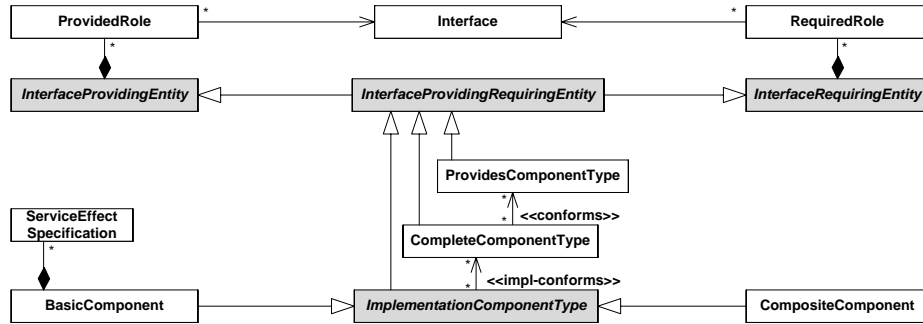 ProvidedRole
*
Interface
*
RequiredRole
*
*
InterfaceProvidingEntity
InterfaceProvidingRequiringEntity
InterfaceRequiringEntity
ProvidesComponentType
*
*
<<conforms>>
ServiceEffect
Specification
*
CompleteComponentType
*
*
<<impl-conforms>>
BasicComponent
ImplementationComponentType
CompositeComponent